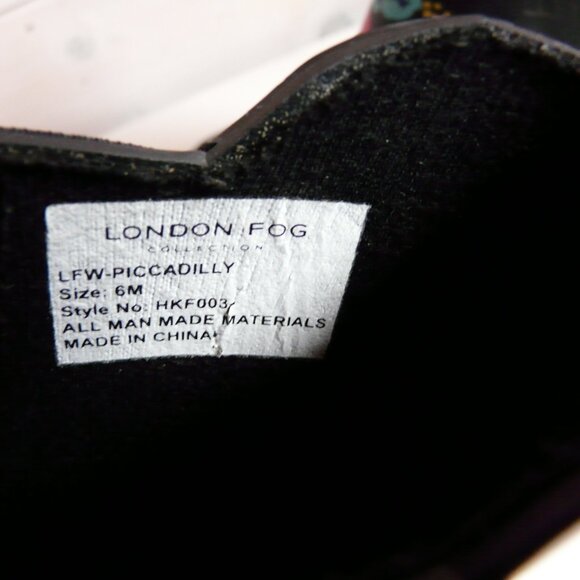 LONDON FOG
COLLECTION
LFW-PICCADILLY
Size: 6M
Style No: HKF003
ALL MAN MADE MATERIALS
MADE IN CHINA